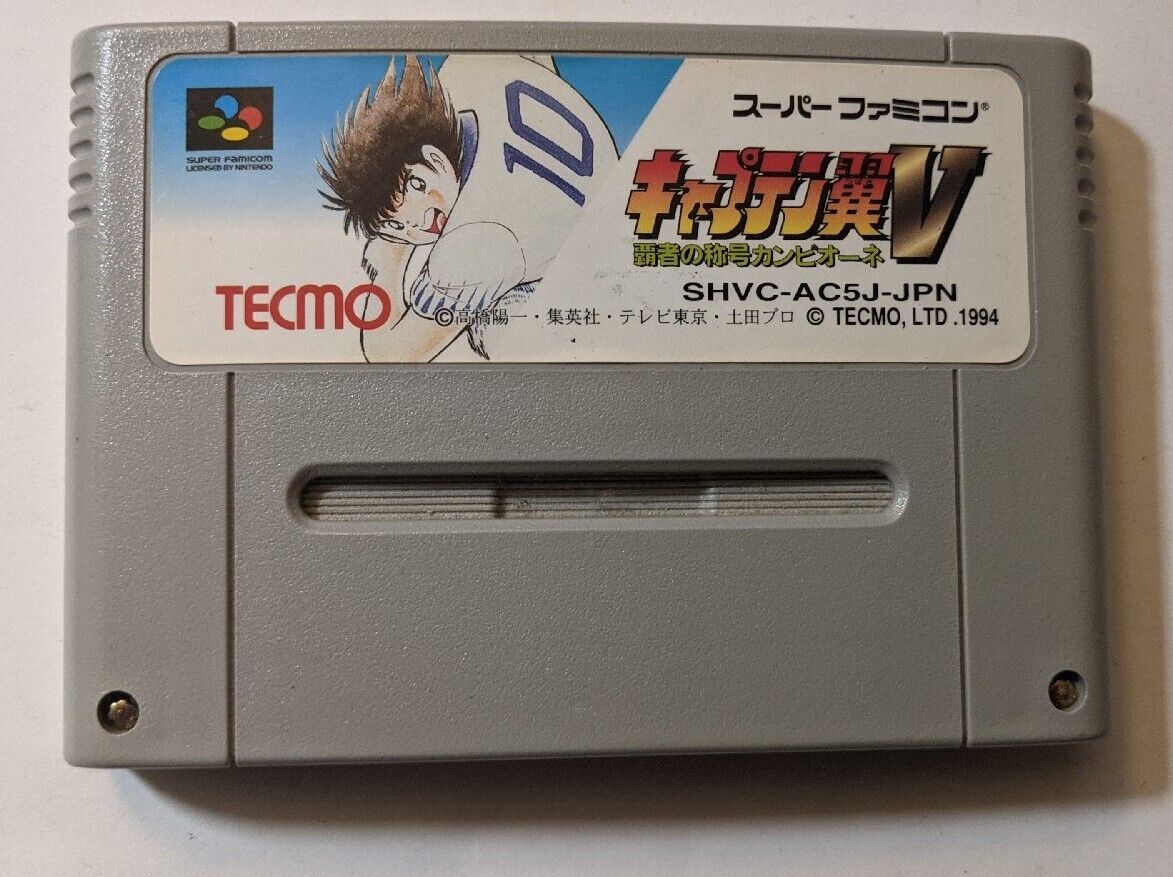 SUPER FAMICOM
LICENSED BY NINTENDO
10
スーパーファミコン®
キャプテン翼V
覇者の称号カンピオーネ
TECMO
SHVC-AC5J-JPN
©高橋陽一・集英社・テレビ東京・土田プロ © TECMO, LTD .1994